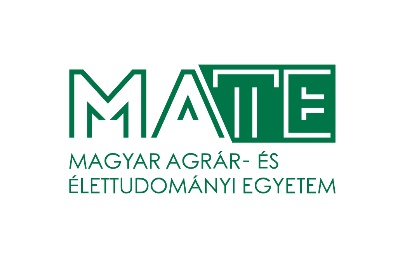 MATE
MAGYAR AGRÁR- ÉS
ÉLETTUDOMÁNYI EGYETEM